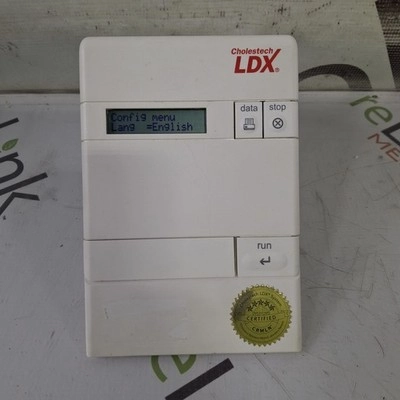 Cholestech
LDX®
Config menu
Lang =English
data
stop
run
CERTIFIED